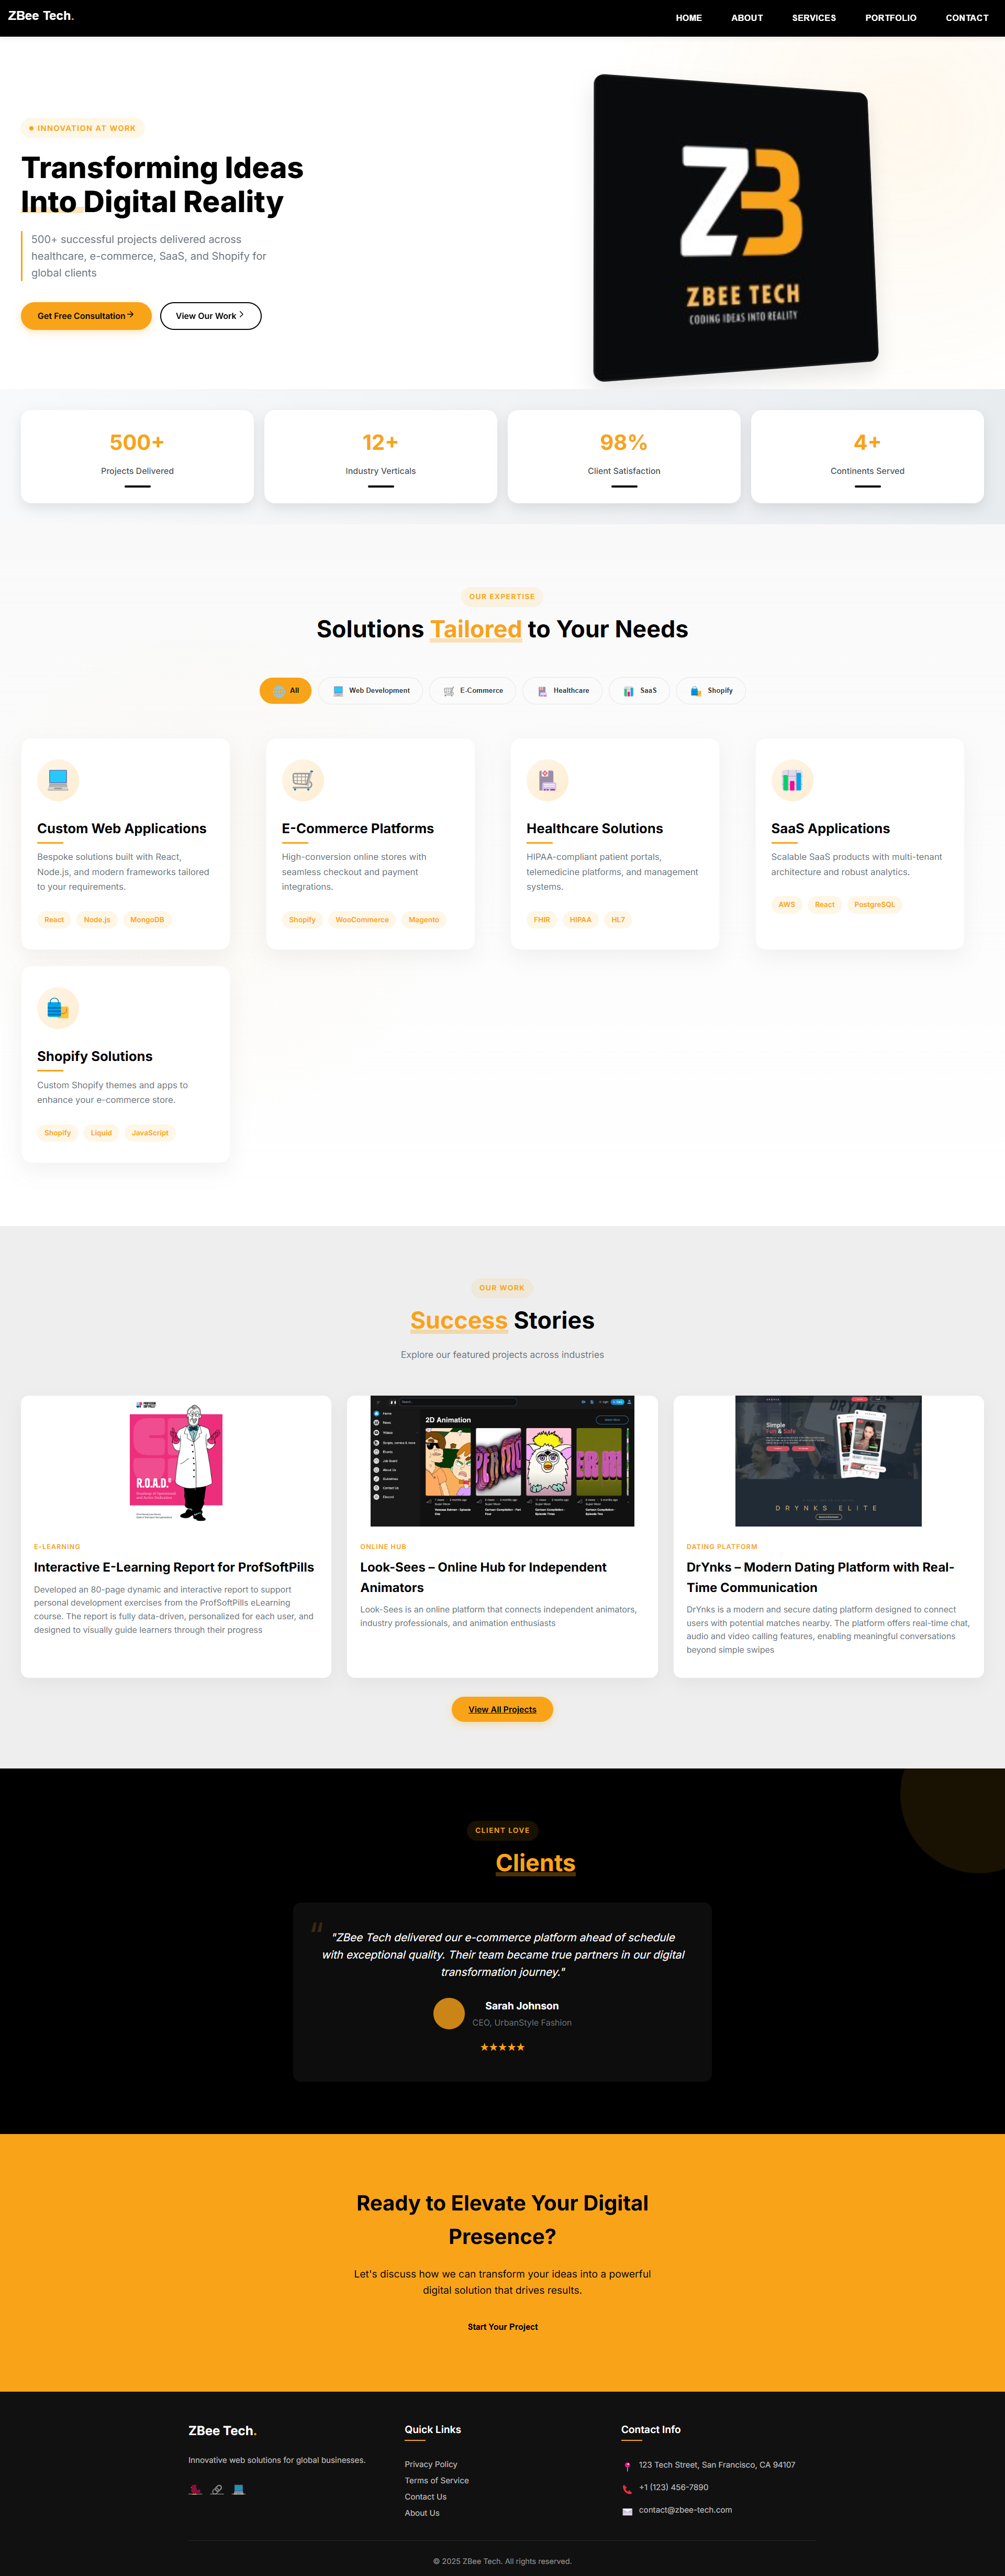 ZBee Tech.
HOME ABOUT SERVICES PORTFOLIO CONTACT
INNOVATION AT WORK
Transforming Ideas
Into Digital Reality
500+ successful projects delivered across
healthcare, e-commerce, SaaS, and Shopify for
global clients
Get Free Consultation → View Our Work >
ZB
ZBEE TECH
CODING IDEAS INTO REALITY
500+
Projects Delivered
12+
Industry Verticals
98%
Client Satisfaction
4+
Continents Served
OUR EXPERTISE
Solutions Tailored to Your Needs
All Web Development E-Commerce Healthcare SaaS Shopify
Custom Web Applications
Bespoke solutions built with React,
Node.js, and modern frameworks tailored
to your requirements.
React Node.js MongoDB
E-Commerce Platforms
High-conversion online stores with
seamless checkout and payment
integrations.
Shopify WooCommerce Magento
Healthcare Solutions
HIPAA-compliant patient portals,
telemedicine platforms, and management
systems.
FHIR HIPAA HL7
SaaS Applications
Scalable SaaS products with multi-tenant
architecture and robust analytics.
AWS React PostgreSQL
Shopify Solutions
Custom Shopify themes and apps to
enhance your e-commerce store.
Shopify Liquid JavaScript
OUR WORK
Success Stories
Explore our featured projects across industries
R.O.A.D.
E-LEARNING
Interactive E-Learning Report for ProfSoftPills
Developed an 80-page dynamic and interactive report to support
personal development exercises from the ProfSoftPills eLearning
course. The report is fully data-driven, personalized for each user, and
designed to visually guide learners through their progress
2D Animation
ONLINE HUB
Look-Sees – Online Hub for Independent
Animators
Look-Sees is an online platform that connects independent animators,
industry professionals, and animation enthusiasts
Simple
Fun & Safe
DRYNKS ELITE
DATING PLATFORM
DrYnks – Modern Dating Platform with Real-
Time Communication
DrYnks is a modern and secure dating platform designed to connect
users with potential matches nearby. The platform offers real-time chat,
audio and video calling features, enabling meaningful conversations
beyond simple swipes
View All Projects
CLIENT LOVE
Clients
"ZBee Tech delivered our e-commerce platform ahead of schedule
with exceptional quality. Their team became true partners in our digital
transformation journey."
Sarah Johnson
CEO, UrbanStyle Fashion
★★★★★
Ready to Elevate Your Digital
Presence?
Let's discuss how we can transform your ideas into a powerful
digital solution that drives results.
Start Your Project
ZBee Tech.
Innovative web solutions for global businesses.
Quick Links
Privacy Policy
Terms of Service
Contact Us
About Us
Contact Info
123 Tech Street, San Francisco, CA 94107
+1 (123) 456-7890
contact@zbee-tech.com
© 2025 ZBee Tech. All rights reserved.